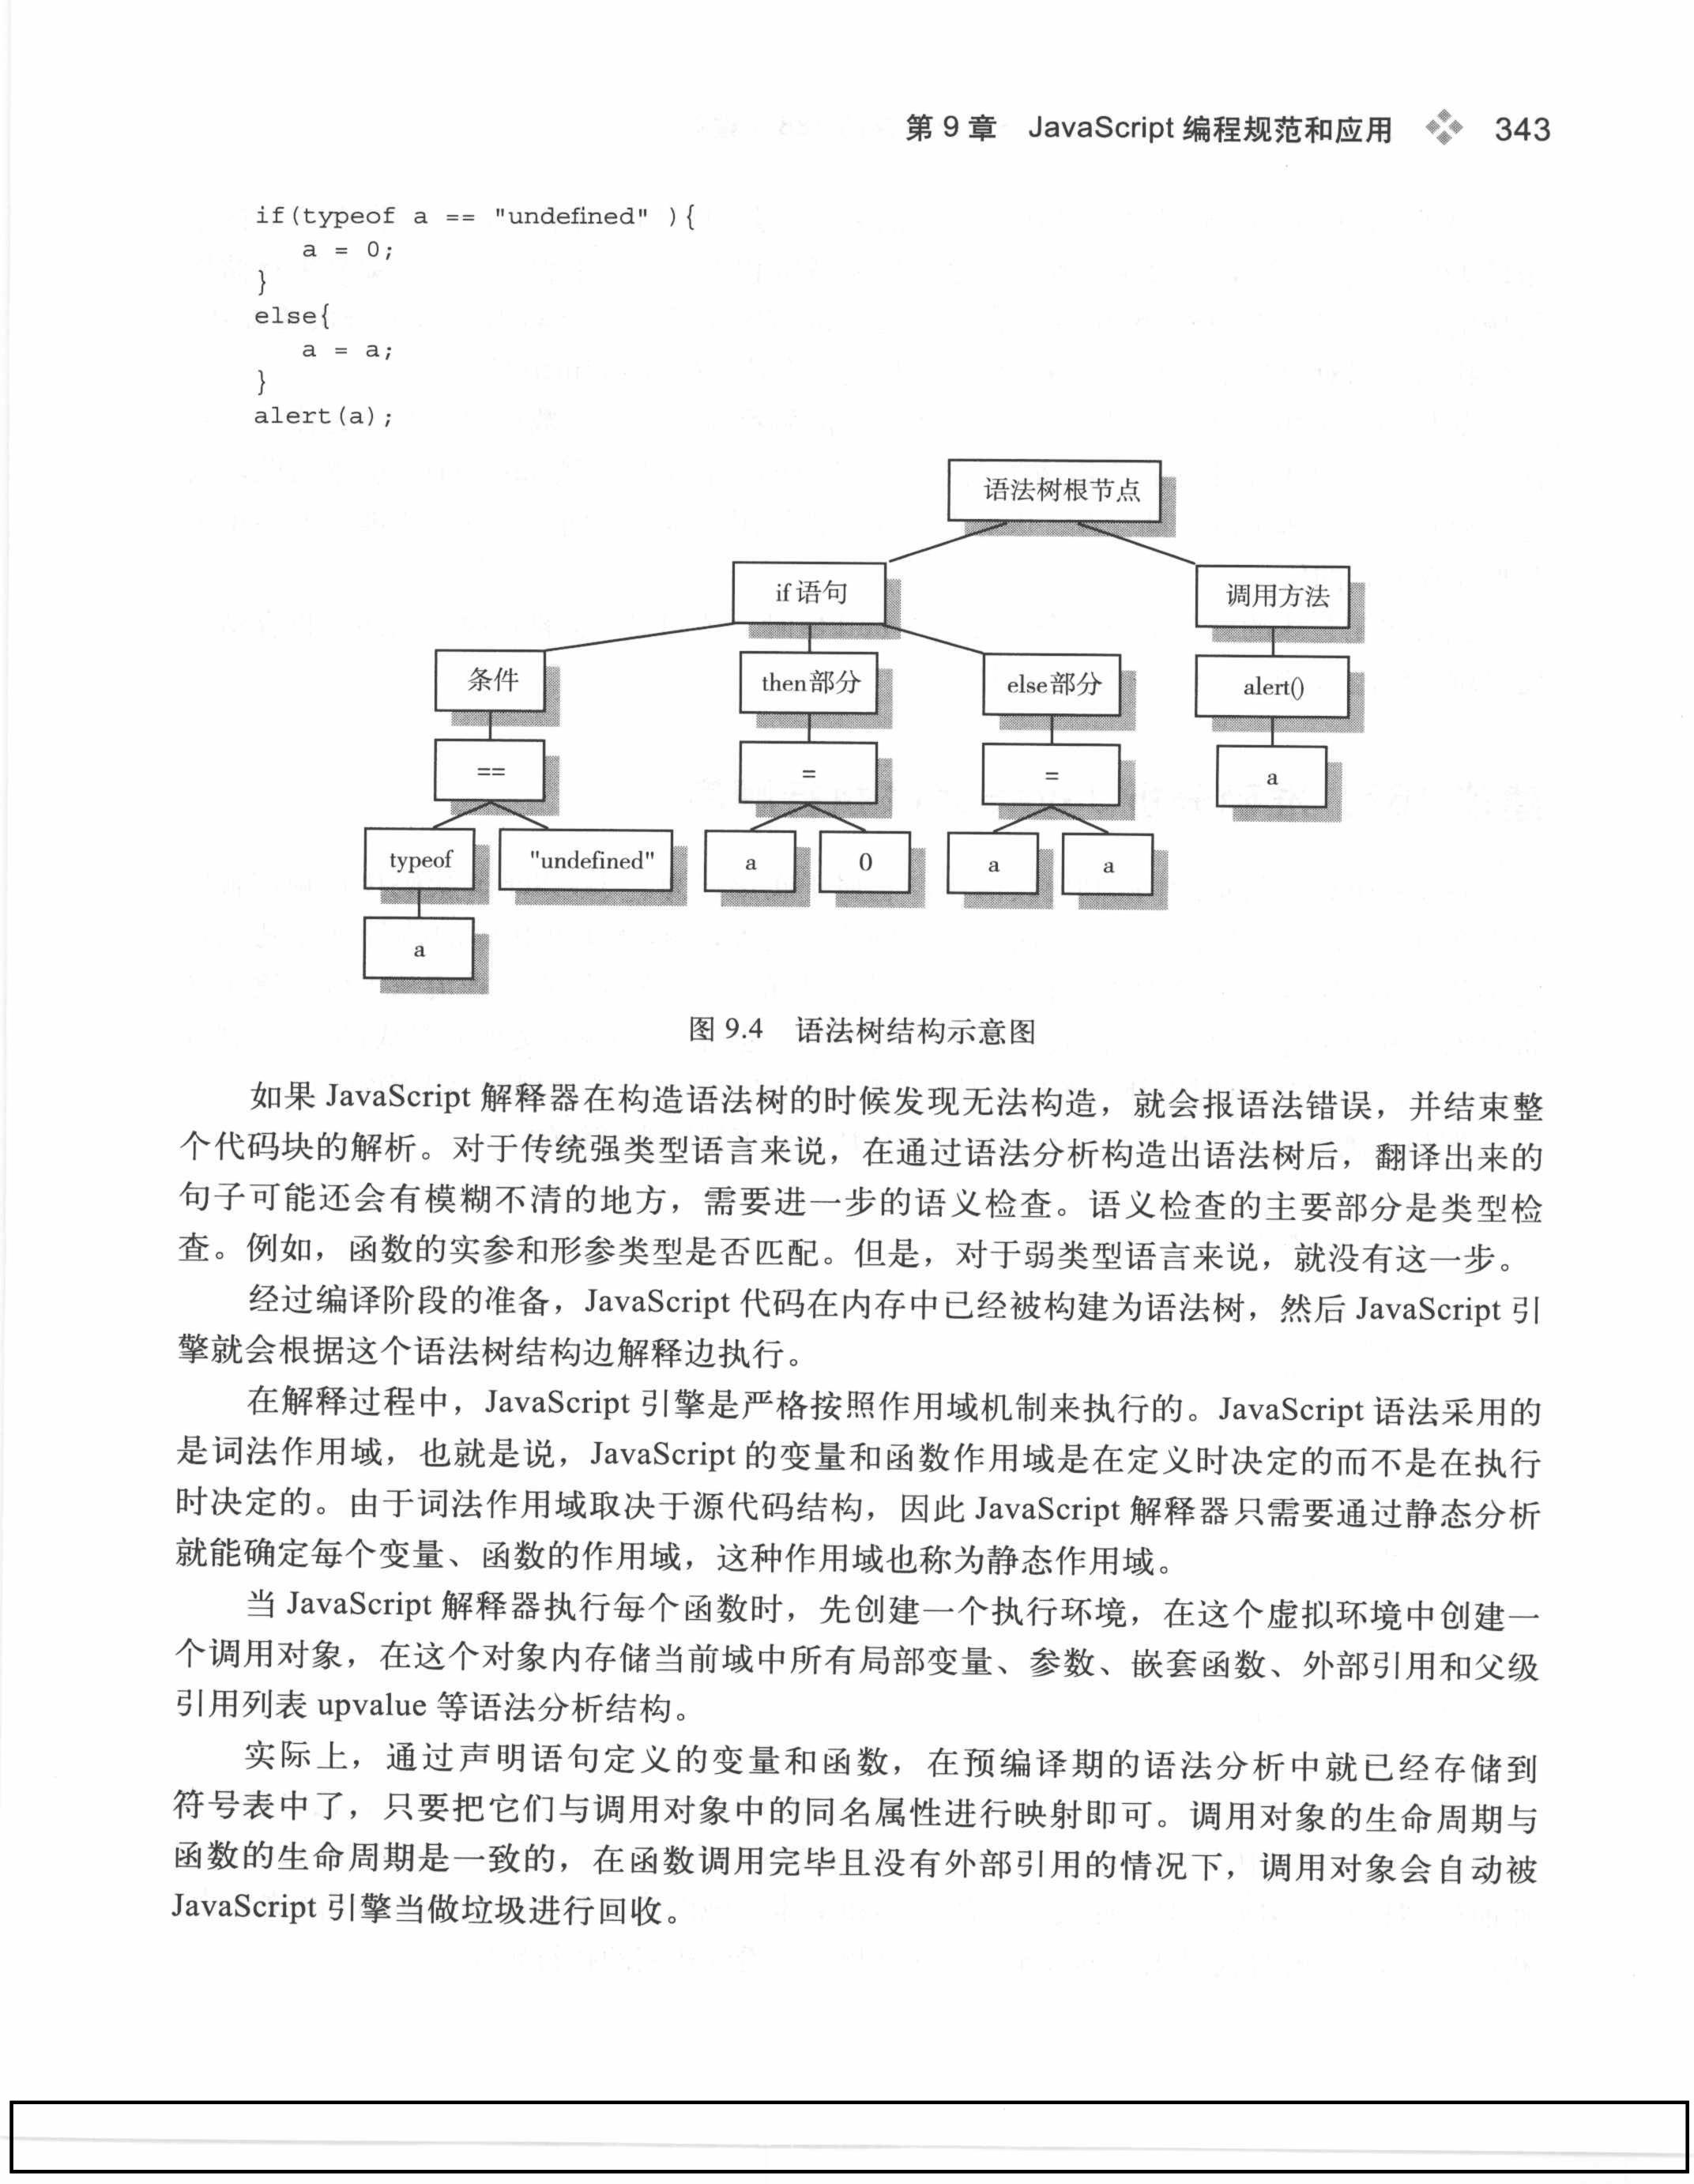 第 9 章 JavaScript 编程规范和应用 343
if(typeof a == "undefined" ){
a = 0;
}
else{
a = a;
}
alert(a);
语法树根节点
if 语句
调用方法
条件
then部分
else部分
alert()
==
=
=
a
typeof
"undefined"
a
0
a
a
a
图 9.4 语法树结构示意图
如果 JavaScript 解释器在构造语法树的时候发现无法构造，就会报语法错误，并结束整
个代码块的解析。对于传统强类型语言来说，在通过语法分析构造出语法树后，翻译出来的
句子可能还会有模糊不清的地方，需要进一步的语义检查。语义检查的主要部分是类型检
查。例如，函数的实参和形参类型是否匹配。但是，对于弱类型语言来说，就没有这一步。
经过编译阶段的准备，JavaScript 代码在内存中已经被构建为语法树，然后 JavaScript 引
擎就会根据这个语法树结构边解释边执行。
在解释过程中，JavaScript 引擎是严格按照作用域机制来执行的。JavaScript 语法采用的
是词法作用域，也就是说，JavaScript 的变量和函数作用域是在定义时决定的而不是在执行
时决定的。由于词法作用域取决于源代码结构，因此 JavaScript 解释器只需要通过静态分析
就能确定每个变量、函数的作用域，这种作用域也称为静态作用域。
当 JavaScript 解释器执行每个函数时，先创建一个执行环境，在这个虚拟环境中创建一
个调用对象，在这个对象内存储当前域中所有局部变量、参数、嵌套函数、外部引用和父级
引用列表 upvalue 等语法分析结构。
实际上，通过声明语句定义的变量和函数，在预编译期的语法分析中就已经存储到
符号表中了，只要把它们与调用对象中的同名属性进行映射即可。调用对象的生命周期与
函数的生命周期是一致的，在函数调用完毕且没有外部引用的情况下，调用对象会自动被
JavaScript 引擎当做垃圾进行回收。